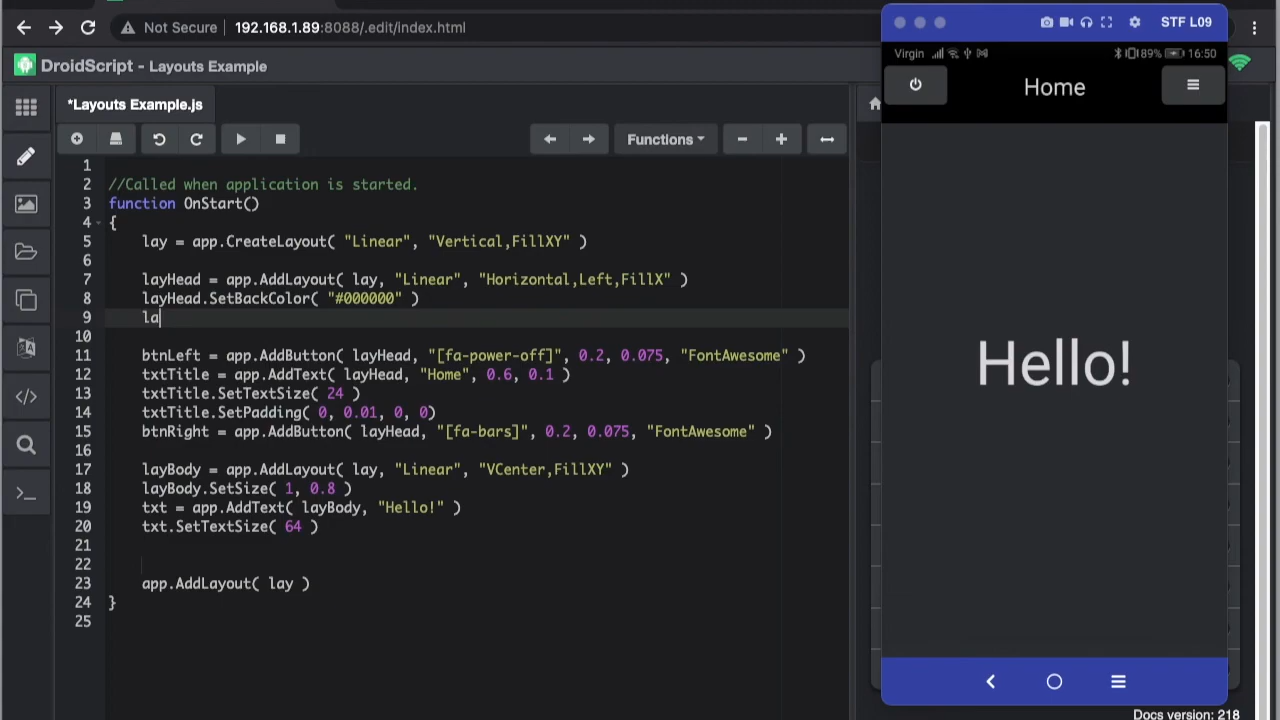 Not Secure 192.168.1.89:8088/.edit/index.html
DroidScript - Layouts Example
*Layouts Example.js
Functions
1
2 //Called when application is started.
3 function OnStart()
4 {
5 lay = app.CreateLayout( "Linear", "Vertical,FillXY" )
6
7 layHead = app.AddLayout( lay, "Linear", "Horizontal,Left,FillX" )
8 layHead.SetBackColor( "#000000" )
9 la
10
11 btnLeft = app.AddButton( layHead, "[fa-power-off]", 0.2, 0.075, "FontAwesome" )
12 txtTitle = app.AddText( layHead, "Home", 0.6, 0.1 )
13 txtTitle.SetTextSize( 24 )
14 txtTitle.SetPadding( 0, 0.01, 0, 0)
15 btnRight = app.AddButton( layHead, "[fa-bars]", 0.2, 0.075, "FontAwesome" )
16
17 layBody = app.AddLayout( lay, "Linear", "VCenter,FillXY" )
18 layBody.SetSize( 1, 0.8 )
19 txt = app.AddText( layBody, "Hello!" )
20 txt.SetTextSize( 64 )
21
22
23 app.AddLayout( lay )
24 }
25
STF L09
Virgin 89% 16:50
Home
Hello!
Docs version: 218